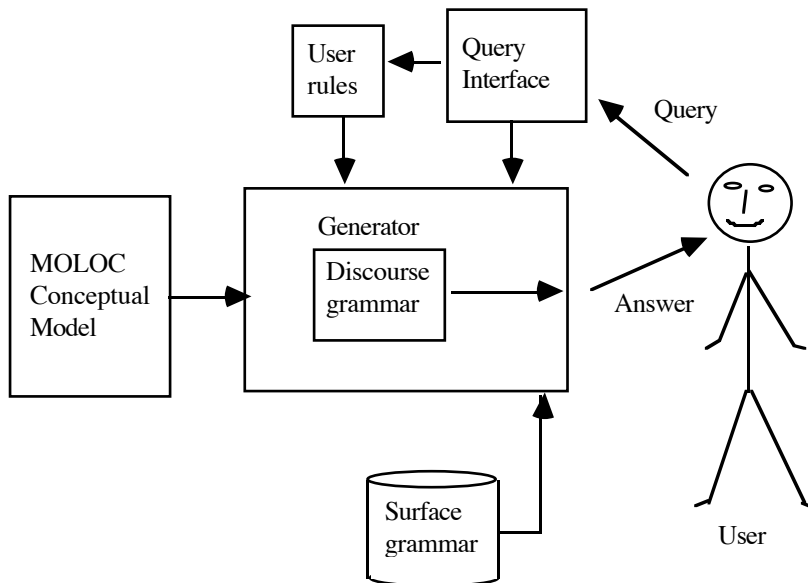 User
rules
Query
Interface
Query
MOLOC
Conceptual
Model
Generator
Discourse
grammar
Answer
Surface
grammar
User